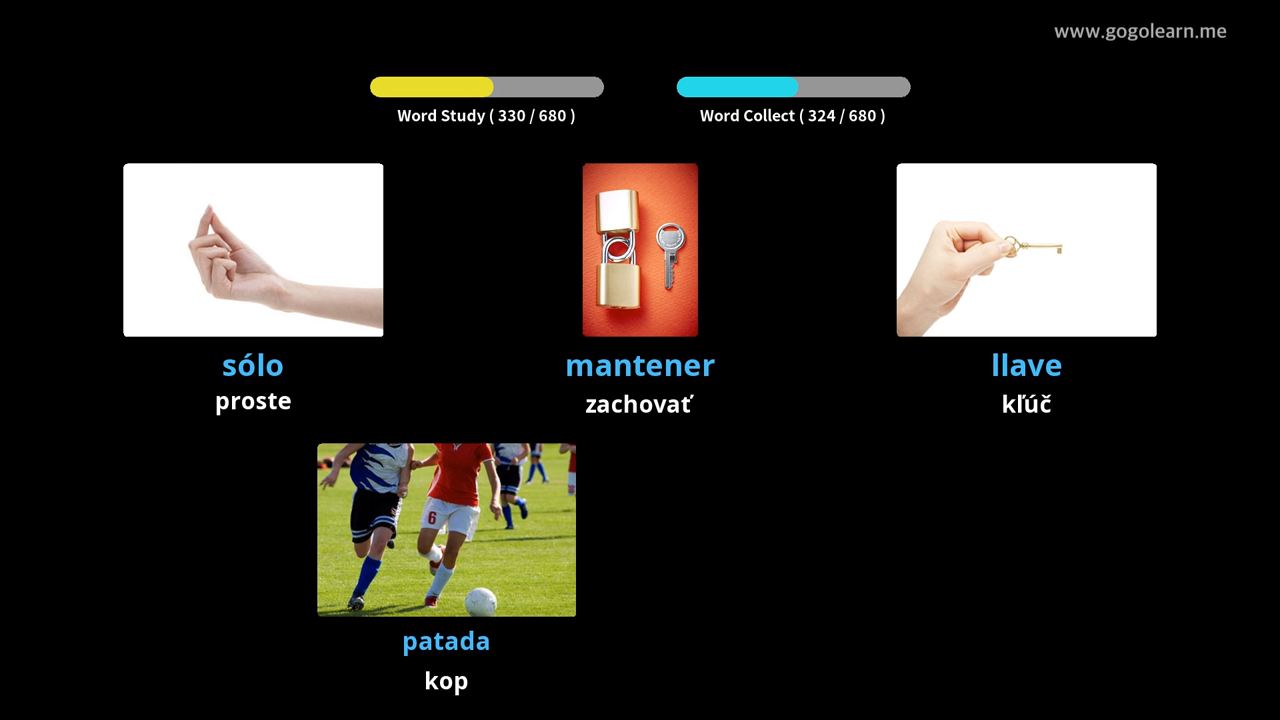 www.gogolearn.me
Word Study ( 330 / 680 )
Word Collect ( 324 / 680 )
sólo
proste
mantener
zachovať
llave
kľúč
6
patada
kop